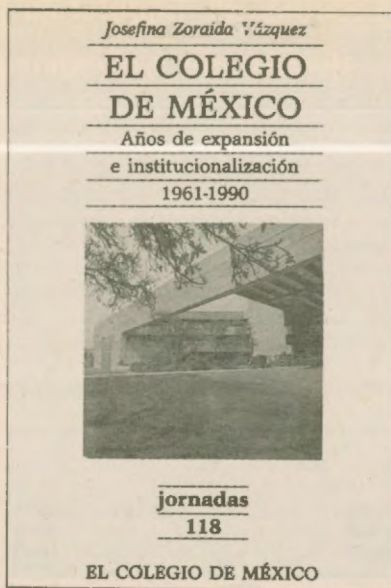 Josefina Zoraida Vázquez
EL COLEGIO
DE MÉXICO
Años de expansión
e institucionalización
1961-1990
jornadas
118
EL COLEGIO DE MÉXICO